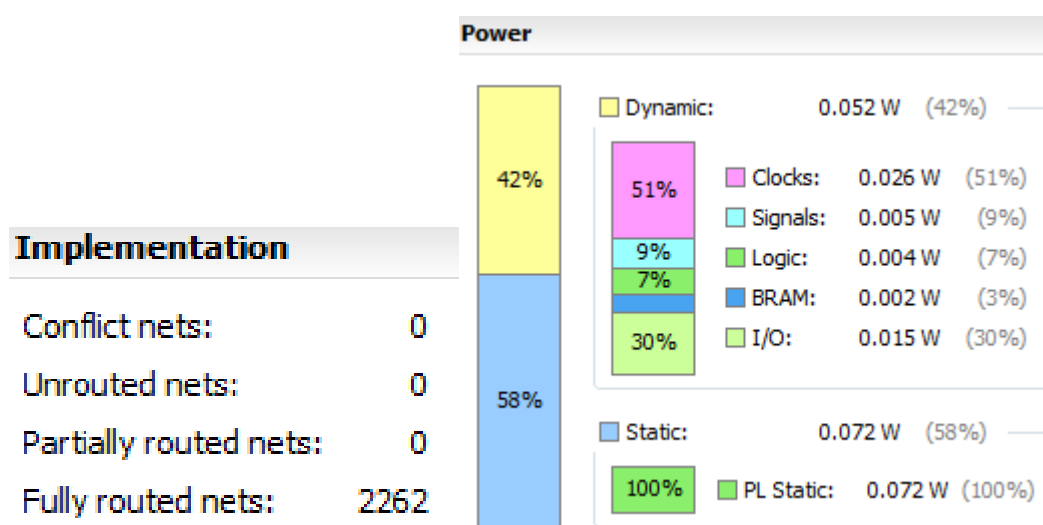 Power
Dynamic: 0.052 W (42%)
42%
51%
Clocks: 0.026 W (51%)
Signals: 0.005 W (9%)
9%
Logic: 0.004 W (7%)
7%
BRAM: 0.002 W (3%)
I/O: 0.015 W (30%)
30%
58%
Static: 0.072 W (58%)
100%
PL Static: 0.072 W (100%)
Implementation
Conflict nets: 0
Unrouted nets: 0
Partially routed nets: 0
Fully routed nets: 2262